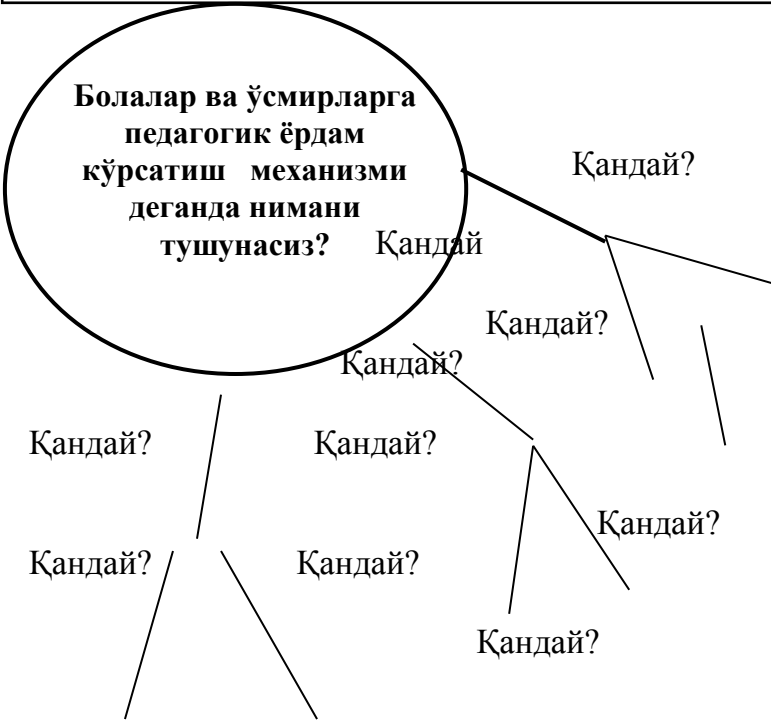 Болалар ва ўсмирларга
педагогик ёрдам
кўрсатиш механизми
деганда нимани
тушунасиз?
Қандай?
Қандай
Қандай?
Қандай?
Қандай?
Қандай?
Қандай?
Қандай?
Қандай?
Қандай?